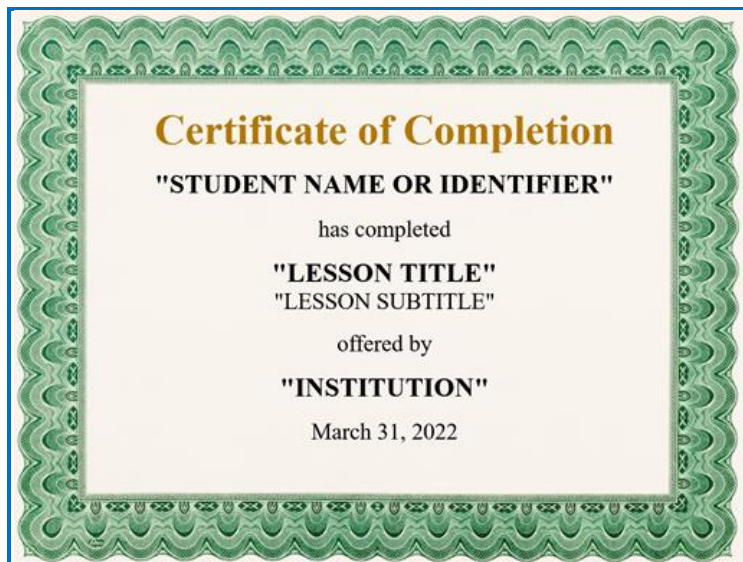 Certificate of Completion
"STUDENT NAME OR IDENTIFIER"
has completed
"LESSON TITLE"
"LESSON SUBTITLE"
offered by
"INSTITUTION"
March 31, 2022